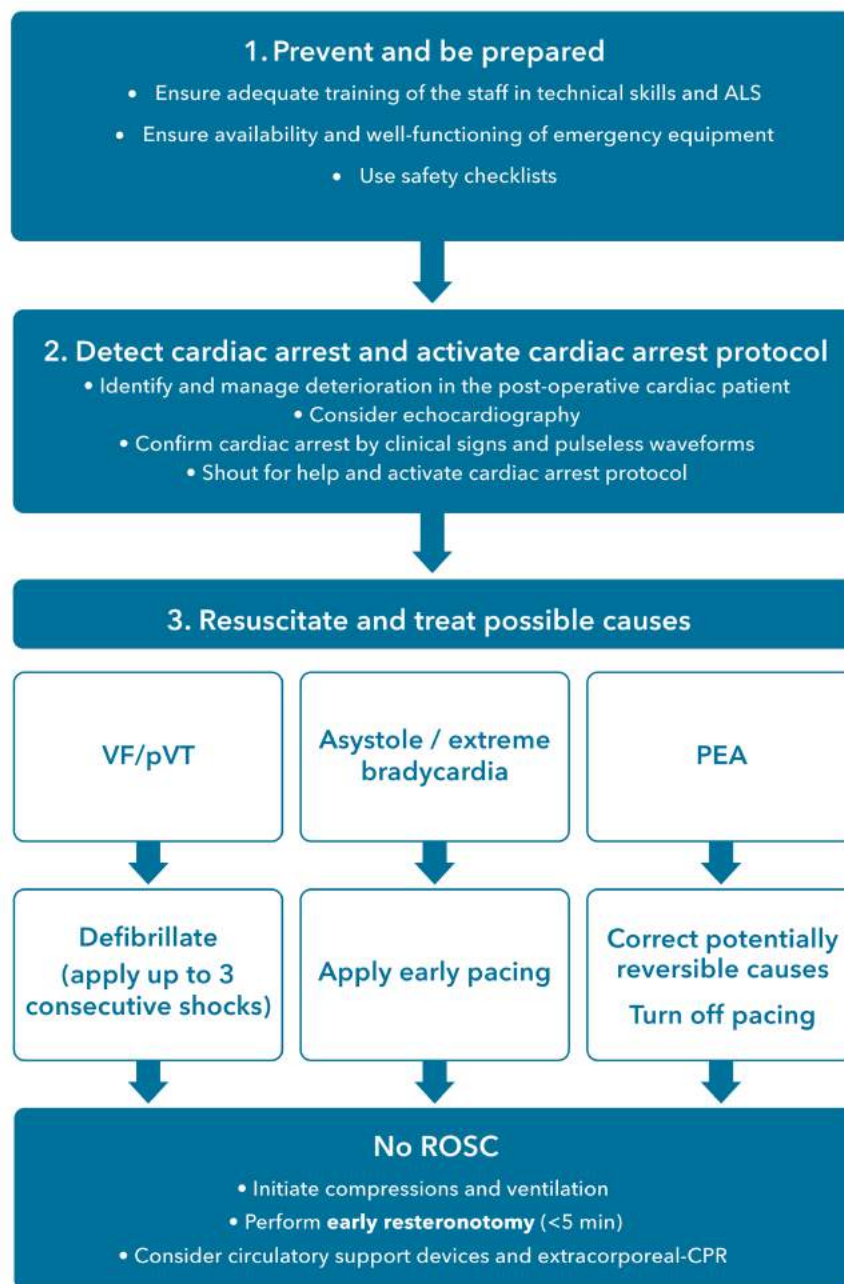 1. Prevent and be prepared
• Ensure adequate training of the staff in technical skills and ALS
• Ensure availability and well-functioning of emergency equipment
• Use safety checklists
2. Detect cardiac arrest and activate cardiac arrest protocol
• Identify and manage deterioration in the post-operative cardiac patient
• Consider echocardiography
• Confirm cardiac arrest by clinical signs and pulseless waveforms
• Shout for help and activate cardiac arrest protocol
3. Resuscitate and treat possible causes
VF/pVT
Asystole / extreme
bradycardia
PEA
Defibrillate
(apply up to 3
consecutive shocks)
Apply early pacing
Correct potentially
reversible causes
Turn off pacing
No ROSC
• Initiate compressions and ventilation
• Perform early resteronotomy (<5 min)
• Consider circulatory support devices and extracorporeal-CPR